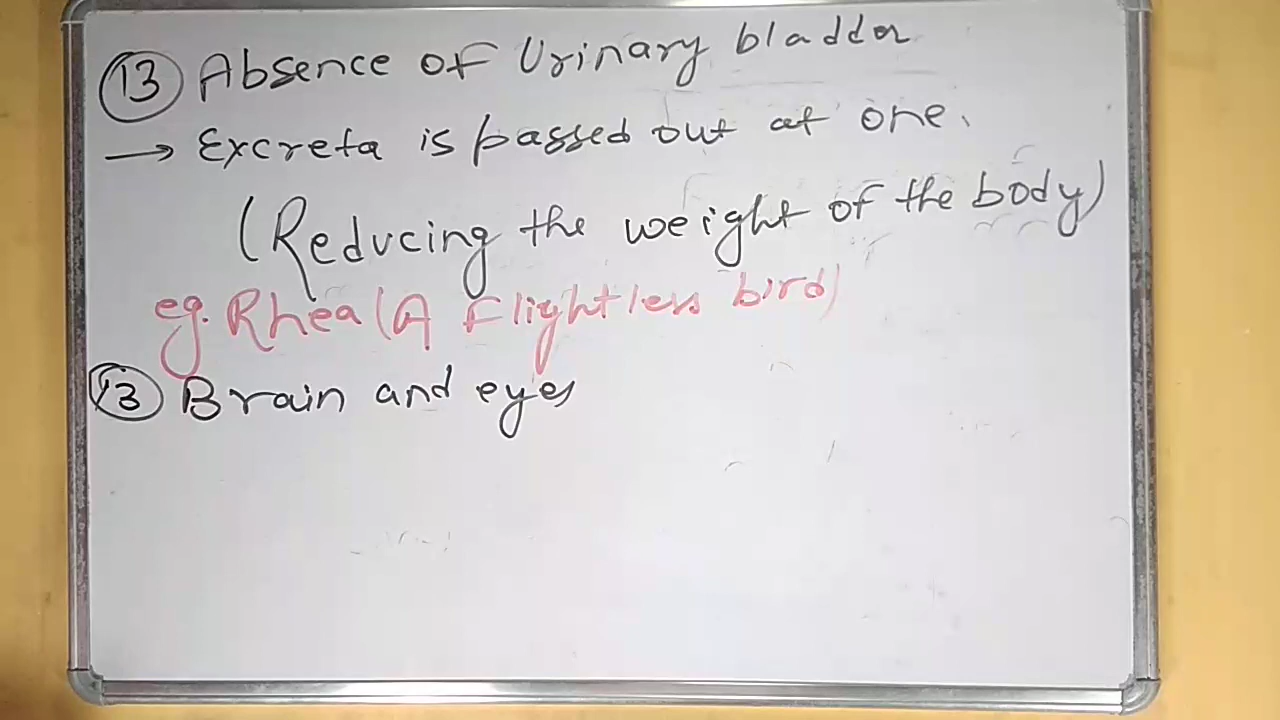 13 Absence of Urinary bladder
→ Excreta is passed out at one.
(Reducing the weight of the body)
eg. Rhea (A flightless bird)
13 Brain and eyes